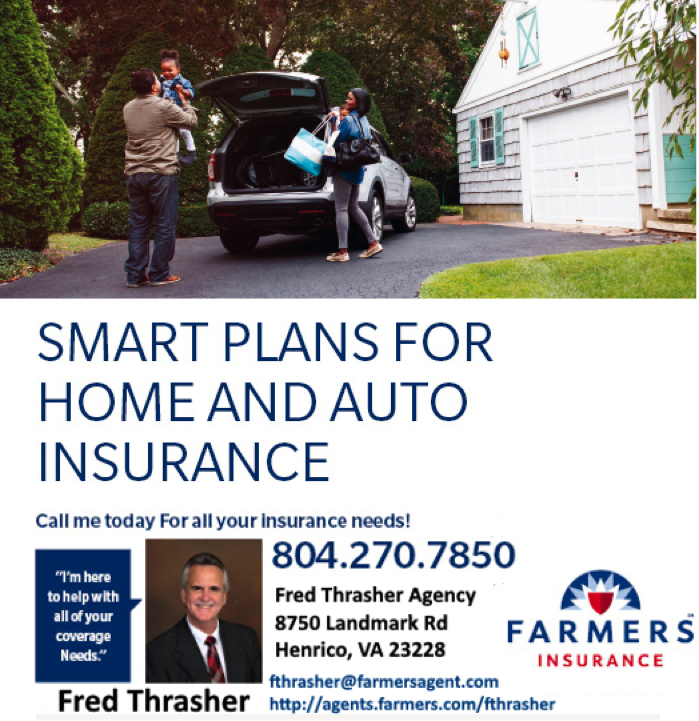 SMART PLANS FOR
HOME AND AUTO
INSURANCE
Call me today For all your insurance needs!
"I'm here
to help with
all of your
coverage
Needs."
Fred Thrasher
804.270.7850
Fred Thrasher Agency
8750 Landmark Rd
Henrico, VA 23228
fthrasher@farmersagent.com
http://agents.farmers.com/fthrasher
FARMERS
INSURANCE